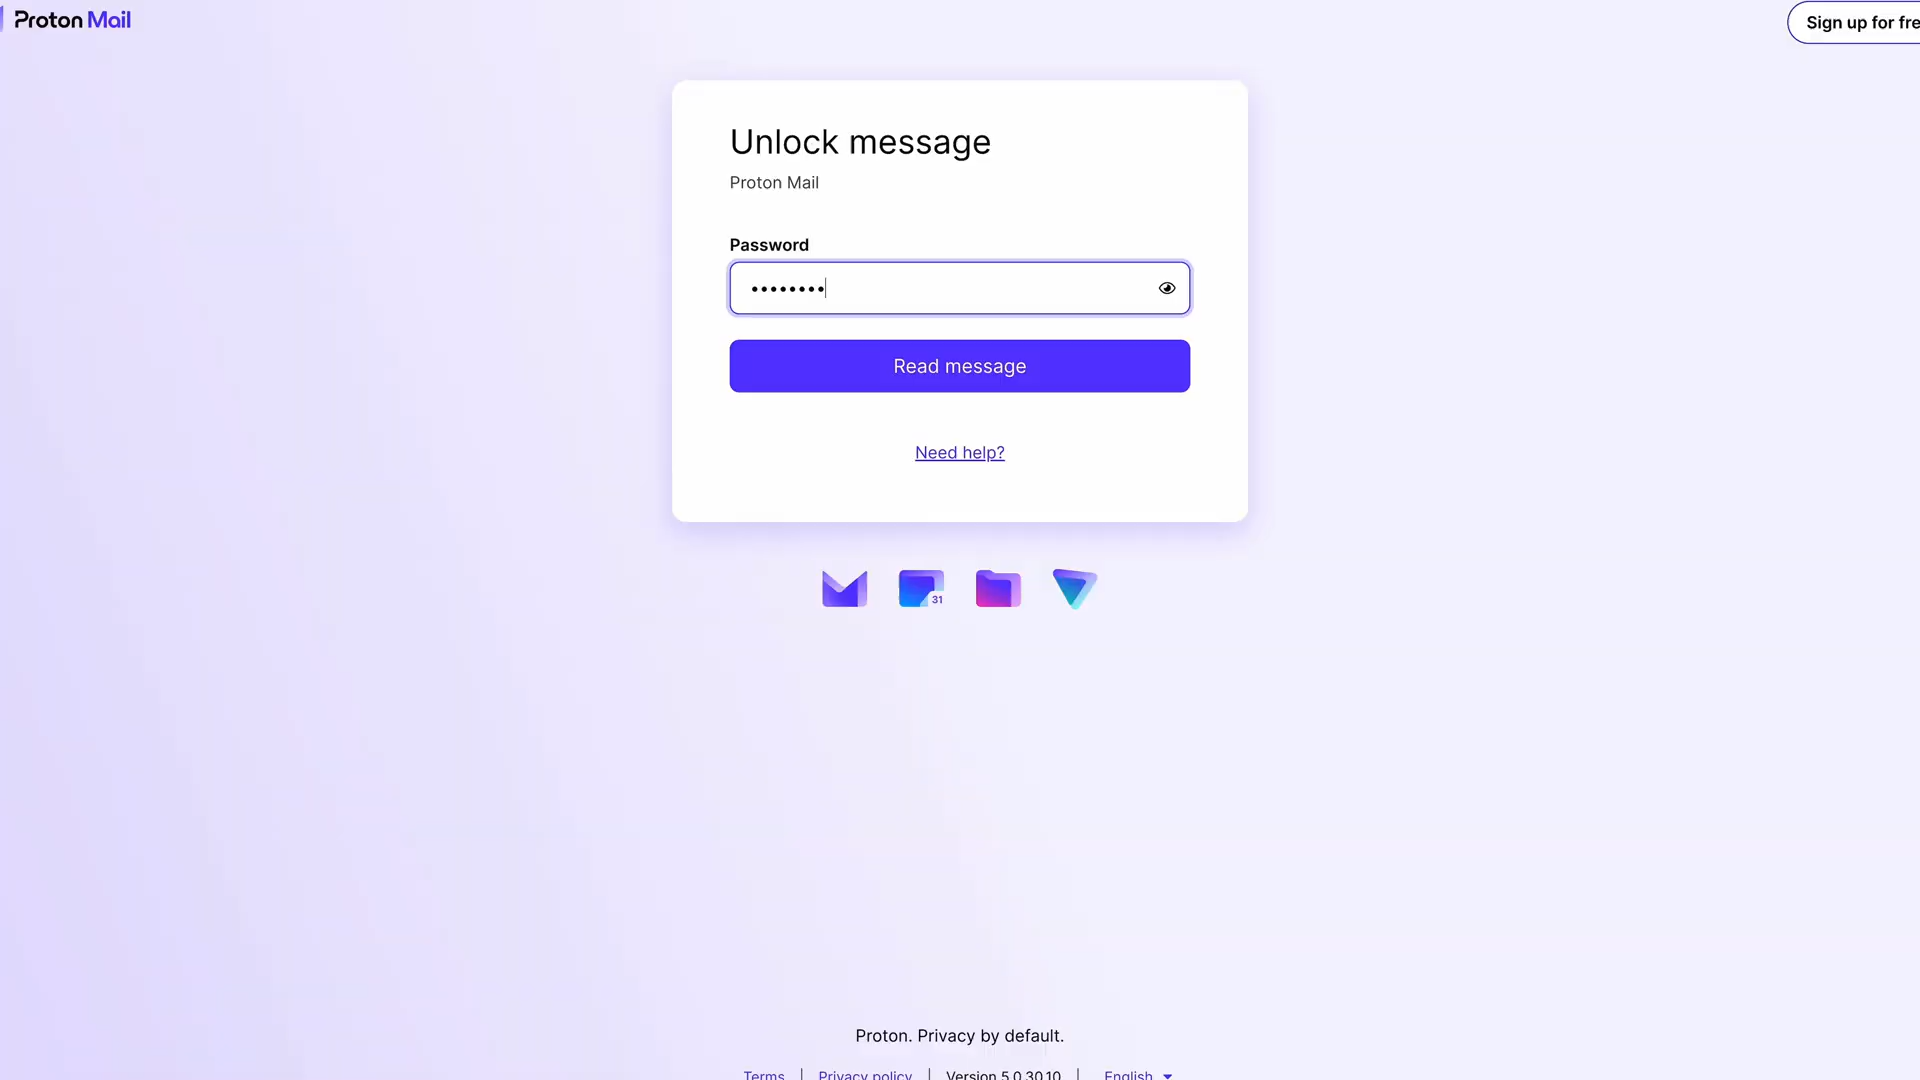 Proton Mail
Sign up for fre
Unlock message
Proton Mail
Password
••••••••
Read message
Need help?
31
Proton. Privacy by default.
Terms | Privacy policy | Version 5.0.30.10 | English